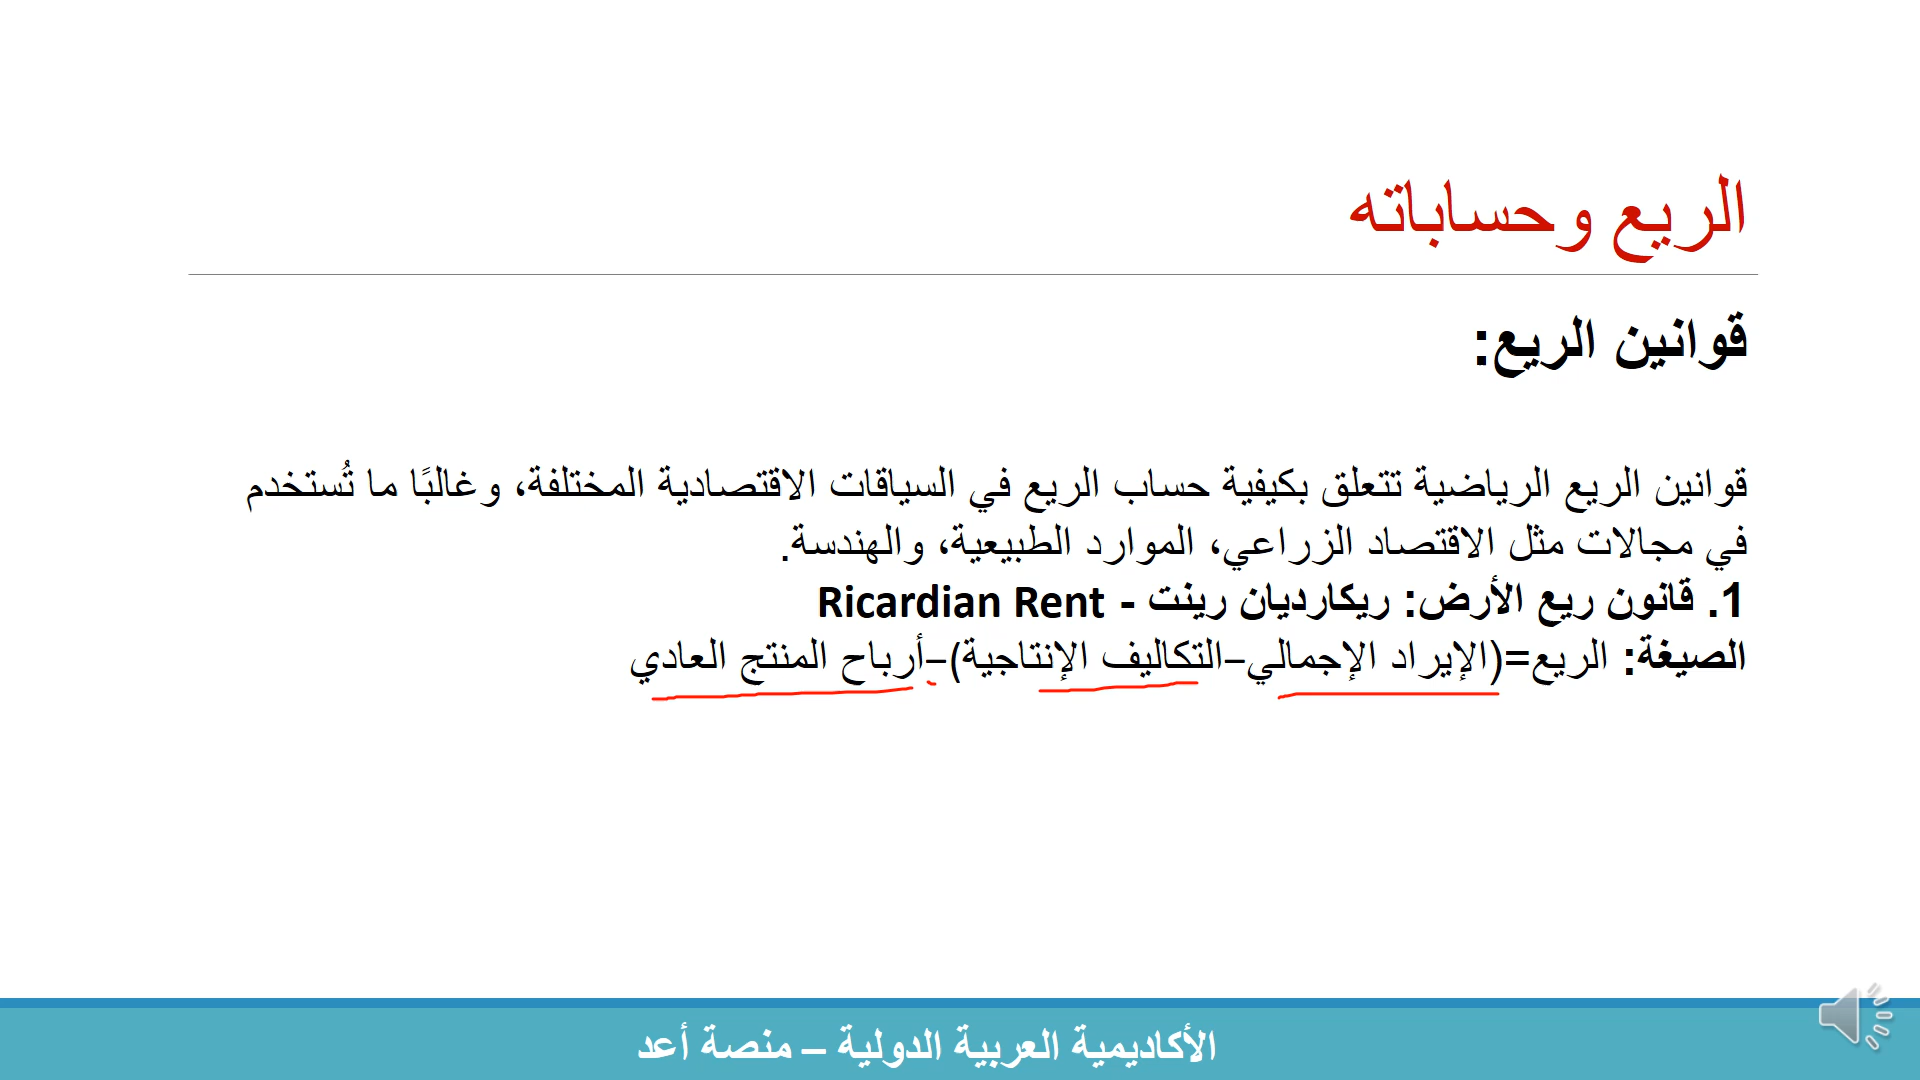 الريع وحساباته
قوانين الريع:
قوانين الريع الرياضية تتعلق بكيفية حساب الريع في السياقات الاقتصادية المختلفة، وغالبًا ما تُستخدم
في مجالات مثل الاقتصاد الزراعي، الموارد الطبيعية، والهندسة.
1. قانون ريع الأرض: ريكارديان رينت - Ricardian Rent
الصيغة: الريع=(الإيراد الإجمالي−التكاليف الإنتاجية)−أرباح المنتج العادي
الأكاديمية العربية الدولية – منصة أعد